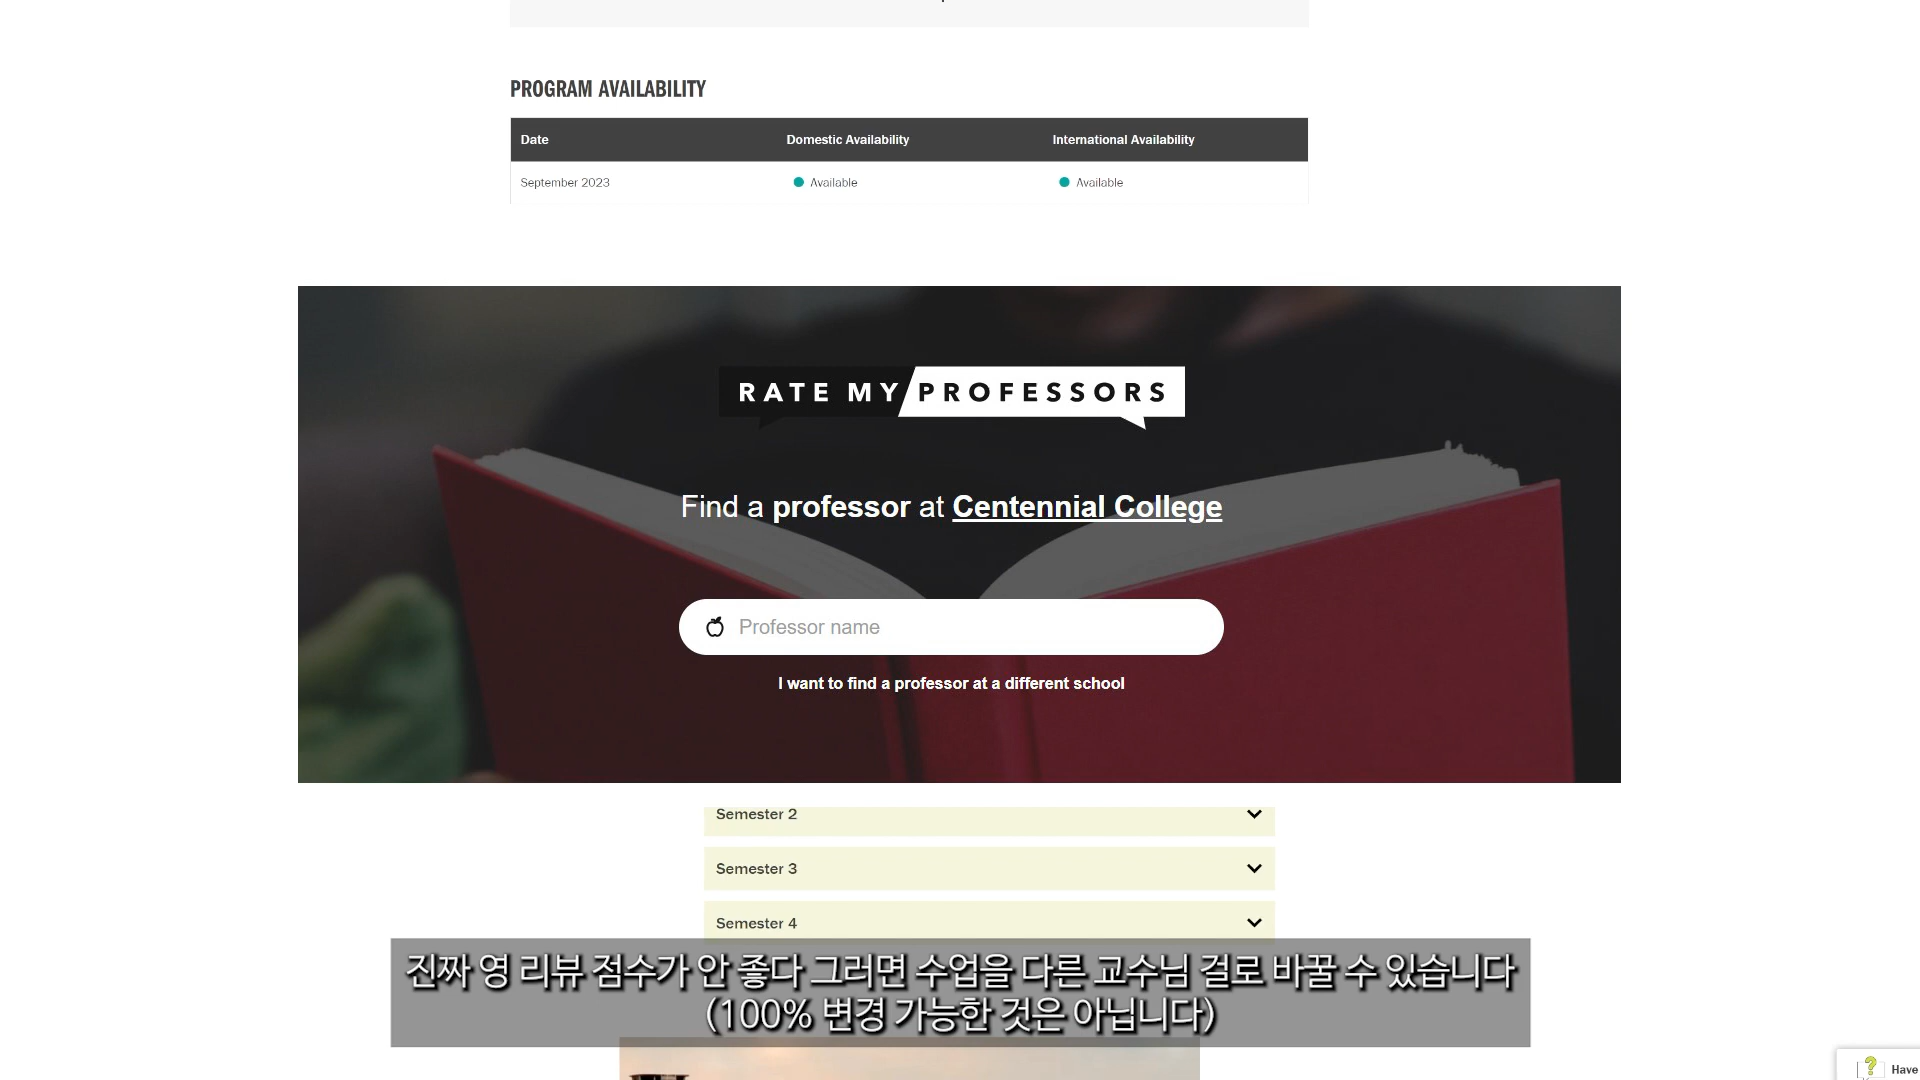 PROGRAM AVAILABILITY
Date Domestic Availability International Availability
September 2023 Available Available
RATE MY PROFESSORS
Find a professor at Centennial College
Professor name
I want to find a professor at a different school
Semester 2
Semester 3
Semester 4
진짜 영 리뷰 점수가 안 좋다 그러면 수업을 다른 교수님 걸로 바꿀 수 있습니다
(100% 변경 가능한 것은 아닙니다)
? Have